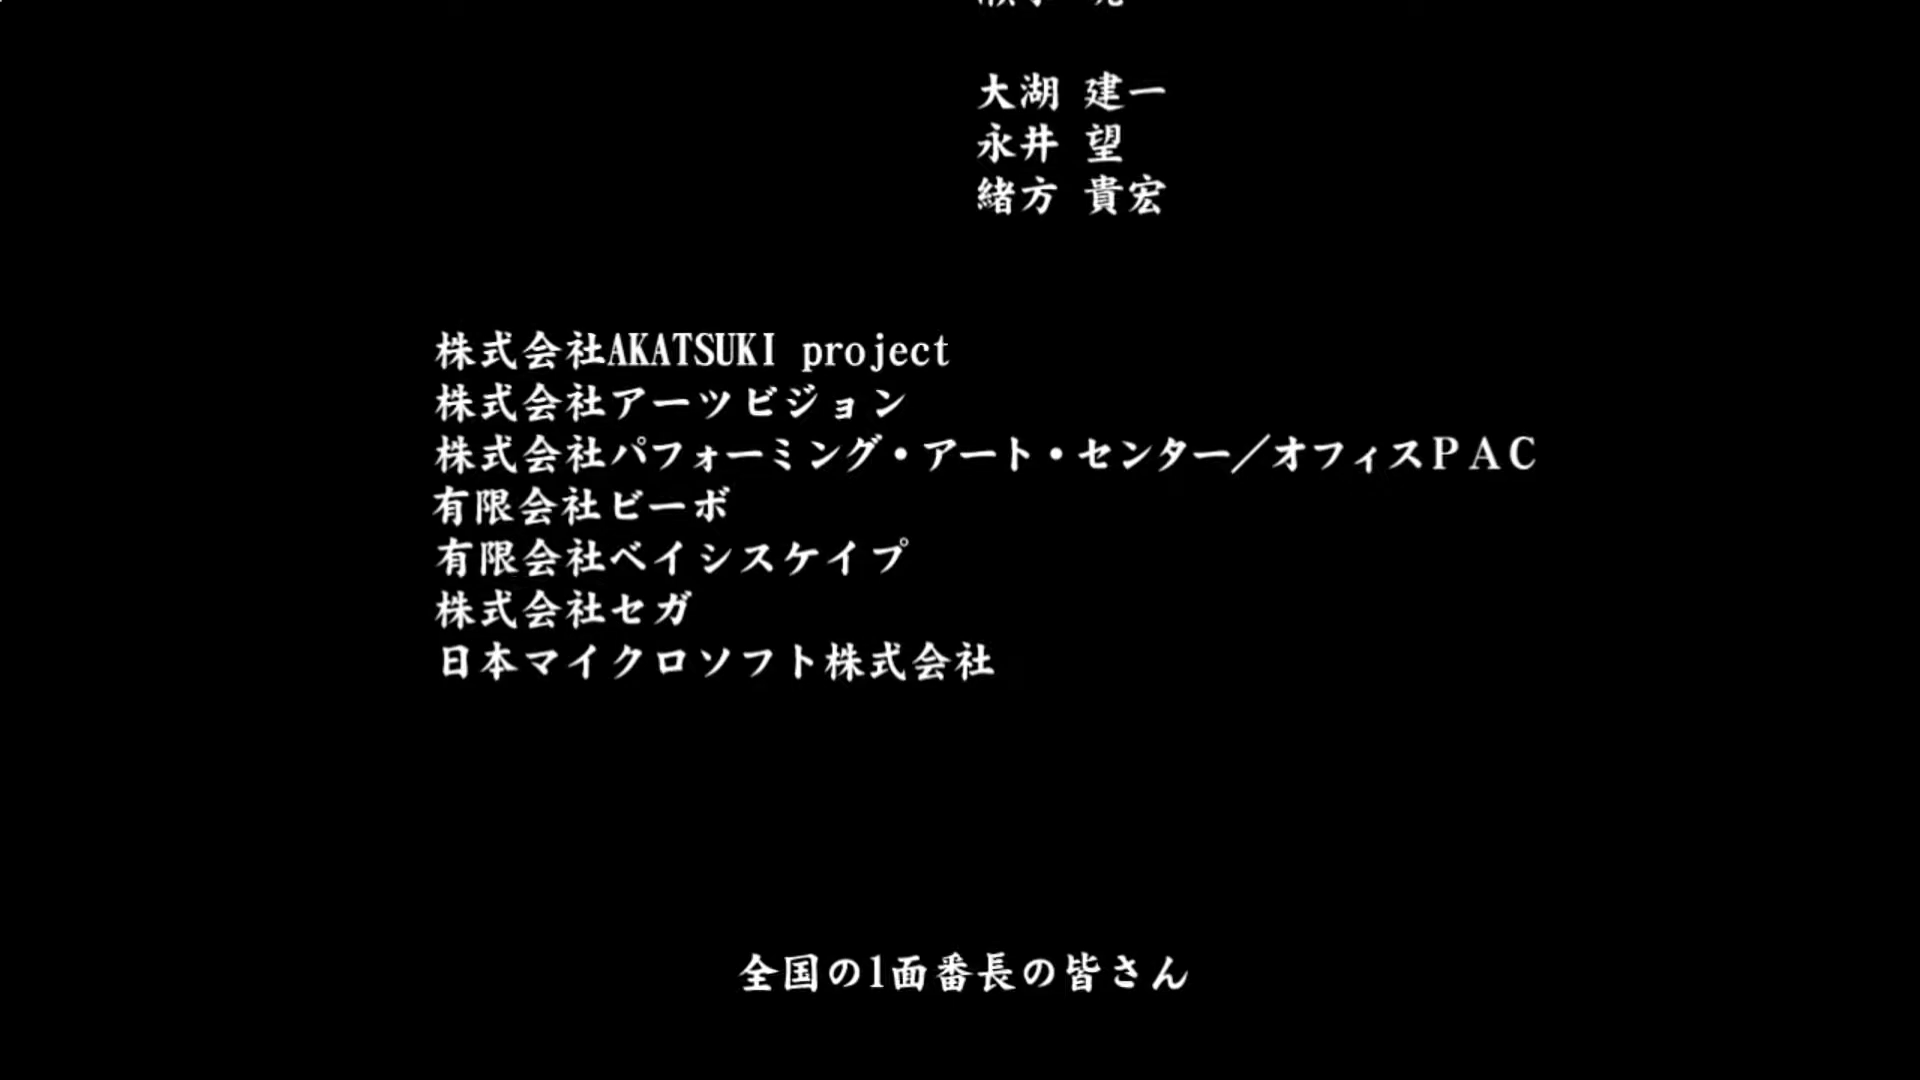 大湖 建一
永井 望
緒方 貴宏
株式会社AKATSUKI project
株式会社アーツビジョン
株式会社パフォーミング・アート・センター／オフィスＰＡＣ
有限会社ビーボ
有限会社ベイシスケイプ
株式会社セガ
日本マイクロソフト株式会社
全国の1面番長の皆さん